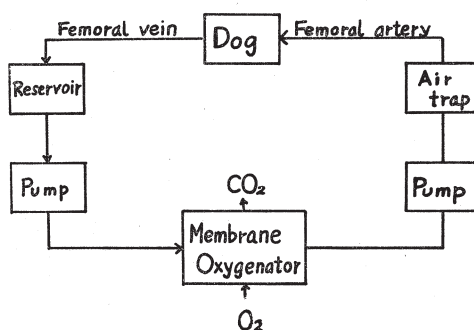 Femoral vein
Dog
Femoral artery
Reservoir
Air
trap
Pump
CO₂
Pump
Membrane
Oxygenator
O₂